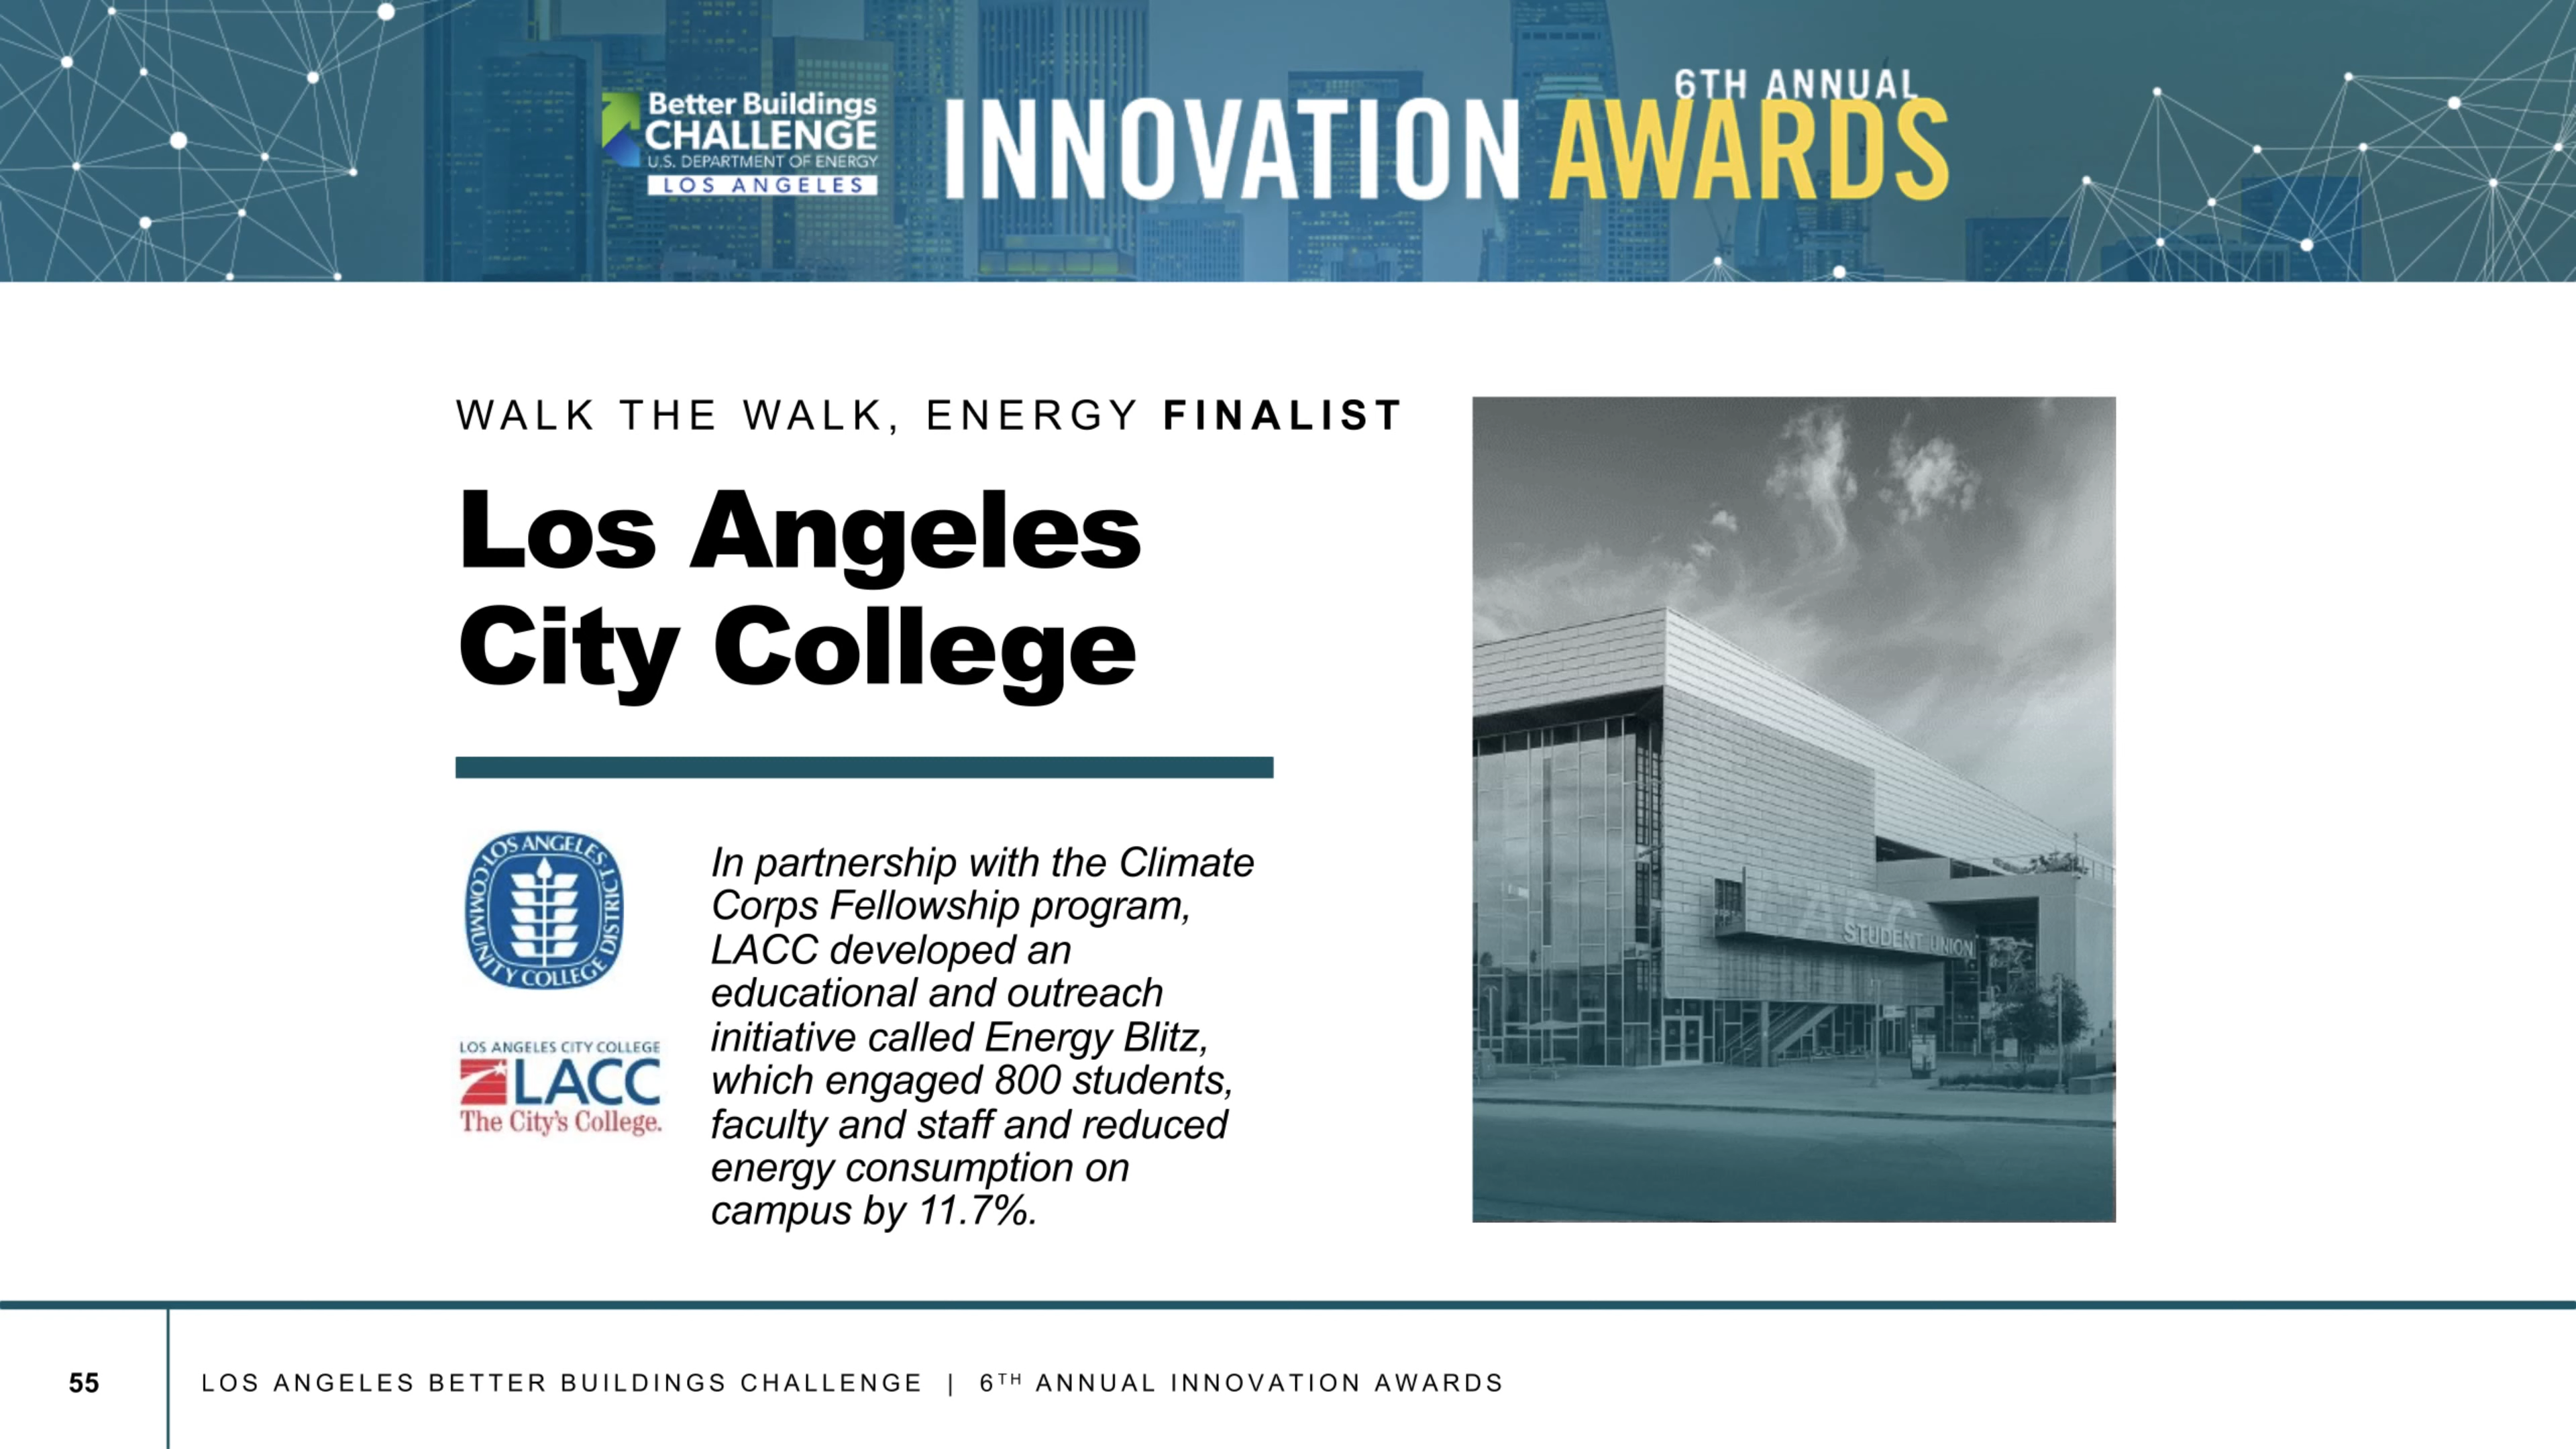 Better Buildings
CHALLENGE
U.S. DEPARTMENT OF ENERGY
LOS ANGELES
6TH ANNUAL
INNOVATION AWARDS
WALK THE WALK, ENERGY FINALIST
Los Angeles
City College
LOS ANGELES COMMUNITY COLLEGE DISTRICT
LOS ANGELES CITY COLLEGE
LACC
The City's College.
In partnership with the Climate
Corps Fellowship program,
LACC developed an
educational and outreach
initiative called Energy Blitz,
which engaged 800 students,
faculty and staff and reduced
energy consumption on
campus by 11.7%.
LACC
STUDENT UNION
55
LOS ANGELES BETTER BUILDINGS CHALLENGE | 6TH ANNUAL INNOVATION AWARDS